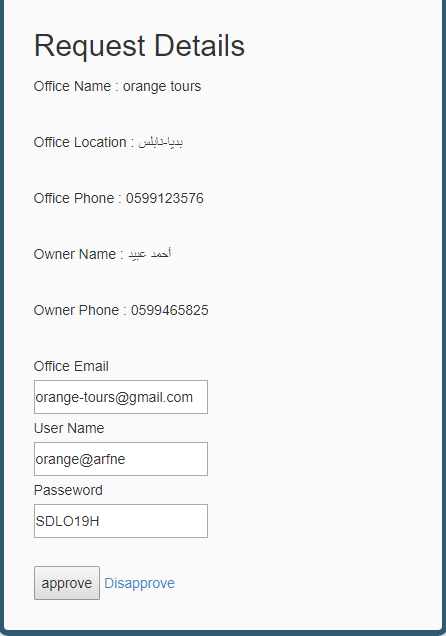 Request Details
Office Name : orange tours
Office Location : بديا-نابلس
Office Phone : 0599123576
Owner Name : أحمد عبيد
Owner Phone : 0599465825
Office Email
orange-tours@gmail.com
User Name
orange@arfne
Passeword
SDLO19H
approve Disapprove